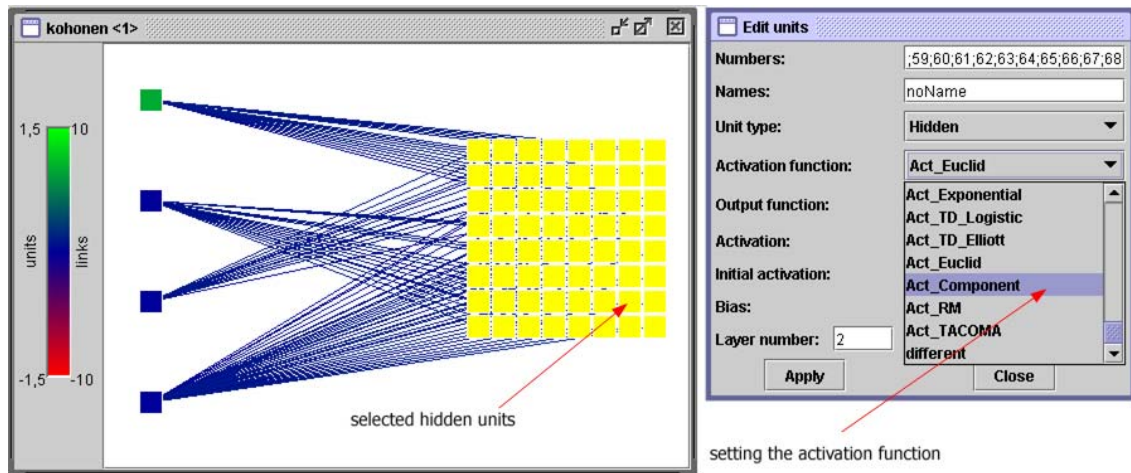 kohonen <1>
1,5
10
units
links
-1,5
-10
selected hidden units
Edit units
Numbers:
;59;60;61;62;63;64;65;66;67;68
Names:
noName
Unit type:
Hidden
Activation function:
Act_Euclid
Output function:
Activation:
Initial activation:
Bias:
Layer number:
2
Act_Exponential
Act_TD_Logistic
Act_TD_Elliott
Act_Euclid
Act_Component
Act_RM
Act_TACOMA
different
Apply
Close
setting the activation function